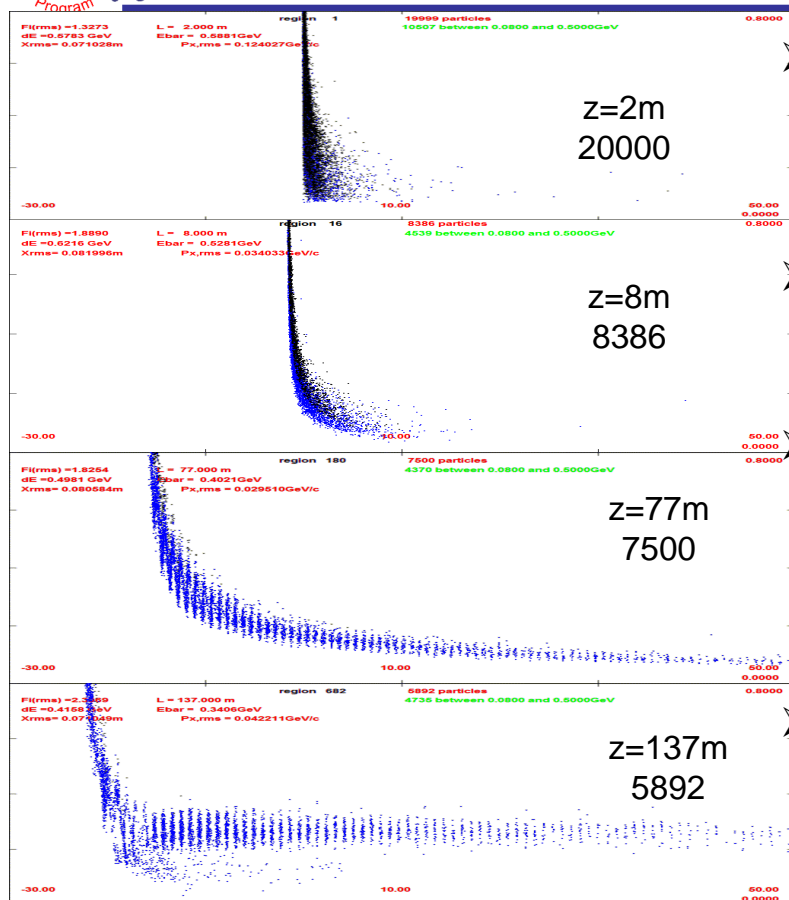 Program
Fi(rms) =1.3273 L = 2.000 m region 1 19999 particles 0.8000
dE =0.5783 GeV Ebar = 0.5881GeV 10507 between 0.0800 and 0.5000GeV
Xrms= 0.071028m Px,rms = 0.124027GeV/c
z=2m
20000
-30.00 10.00 50.00
0.0000
Fi(rms) =1.8890 L = 8.000 m region 16 8386 particles 0.8000
dE =0.6216 GeV Ebar = 0.5281GeV 4539 between 0.0800 and 0.5000GeV
Xrms= 0.081996m Px,rms = 0.034033GeV/c
z=8m
8386
-30.00 10.00 50.00
0.0000
Fi(rms) =1.8254 L = 77.000 m region 180 7500 particles 0.8000
dE =0.4981 GeV Ebar = 0.4021GeV 4370 between 0.0800 and 0.5000GeV
Xrms= 0.080584m Px,rms = 0.029510GeV/c
z=77m
7500
-30.00 10.00 50.00
0.0000
L = 137.000 m region 682 5892 particles 0.8000
dE =0.4158 GeV Ebar = 0.3406GeV 4735 between 0.0800 and 0.5000GeV
Px,rms = 0.042211GeV/c
z=137m
5892
-30.00 10.00 50.00
0.0000